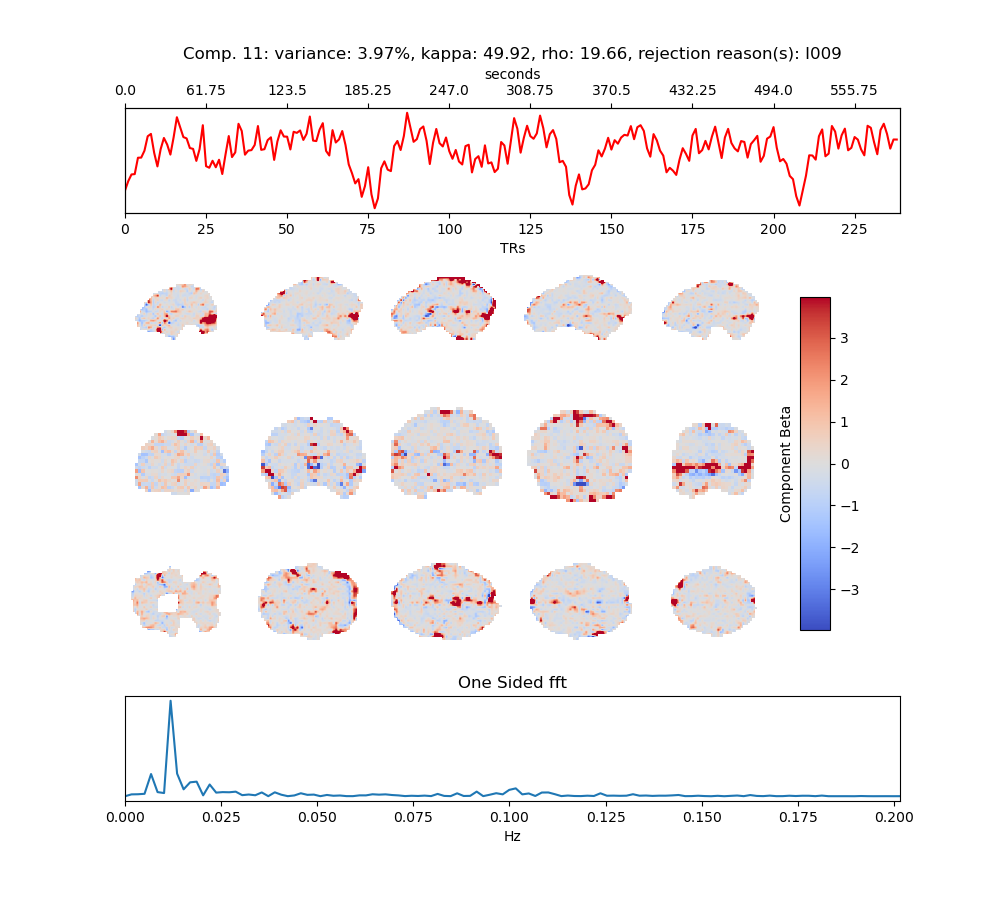 Comp. 11: variance: 3.97%, kappa: 49.92, rho: 19.66, rejection reason(s): I009
seconds
0.0 61.75 123.5 185.25 247.0 308.75 370.5 432.25 494.0 555.75
0 25 50 75 100 125 150 175 200 225
TRs
3
2
1
0
−1
−2
−3
Component Beta
One Sided fft
0.000 0.025 0.050 0.075 0.100 0.125 0.150 0.175 0.200
Hz